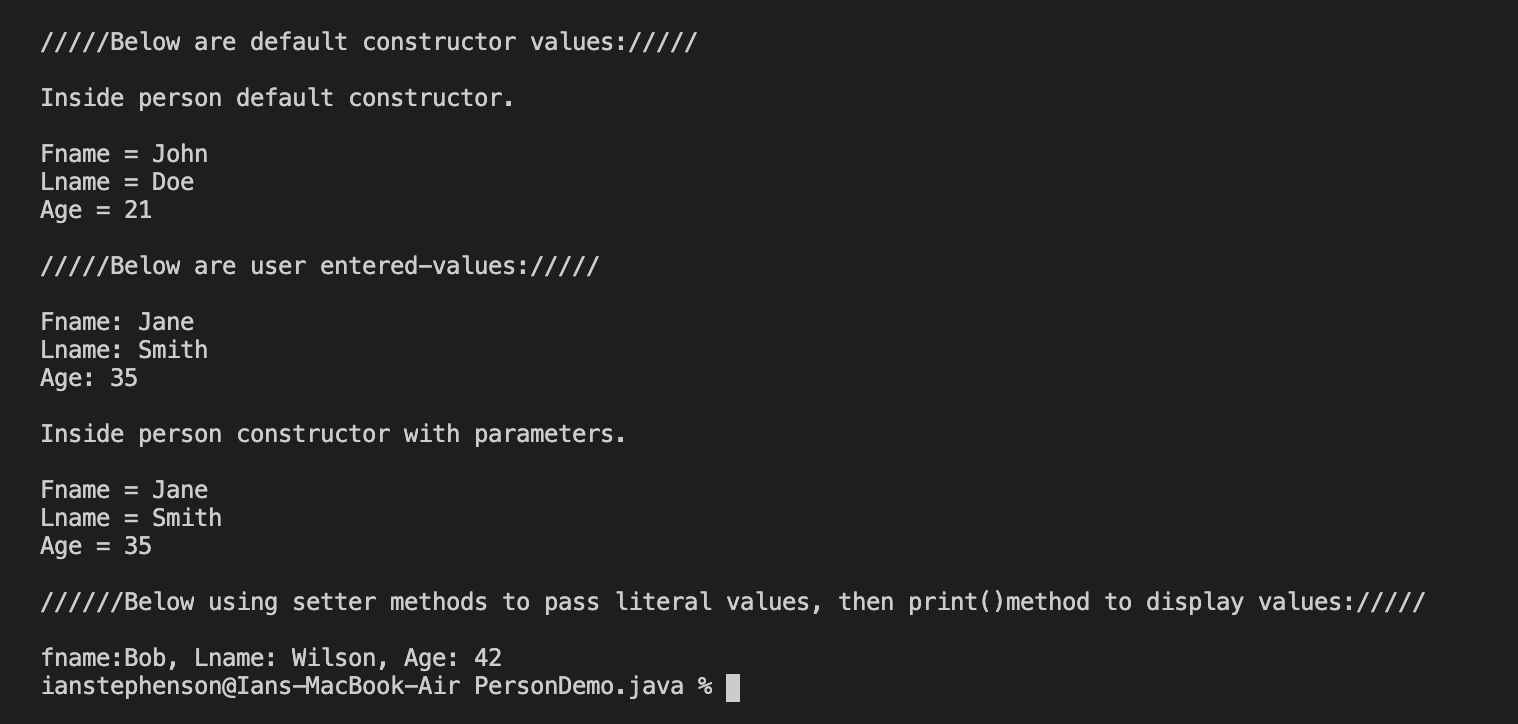 /////Below are default constructor values://///
Inside person default constructor.
Fname = John
Lname = Doe
Age = 21
/////Below are user entered-values://///
Fname: Jane
Lname: Smith
Age: 35
Inside person constructor with parameters.
Fname = Jane
Lname = Smith
Age = 35
//////Below using setter methods to pass literal values, then print()method to display values://///
fname:Bob, Lname: Wilson, Age: 42
ianstephenson@Ians-MacBook-Air PersonDemo.java %